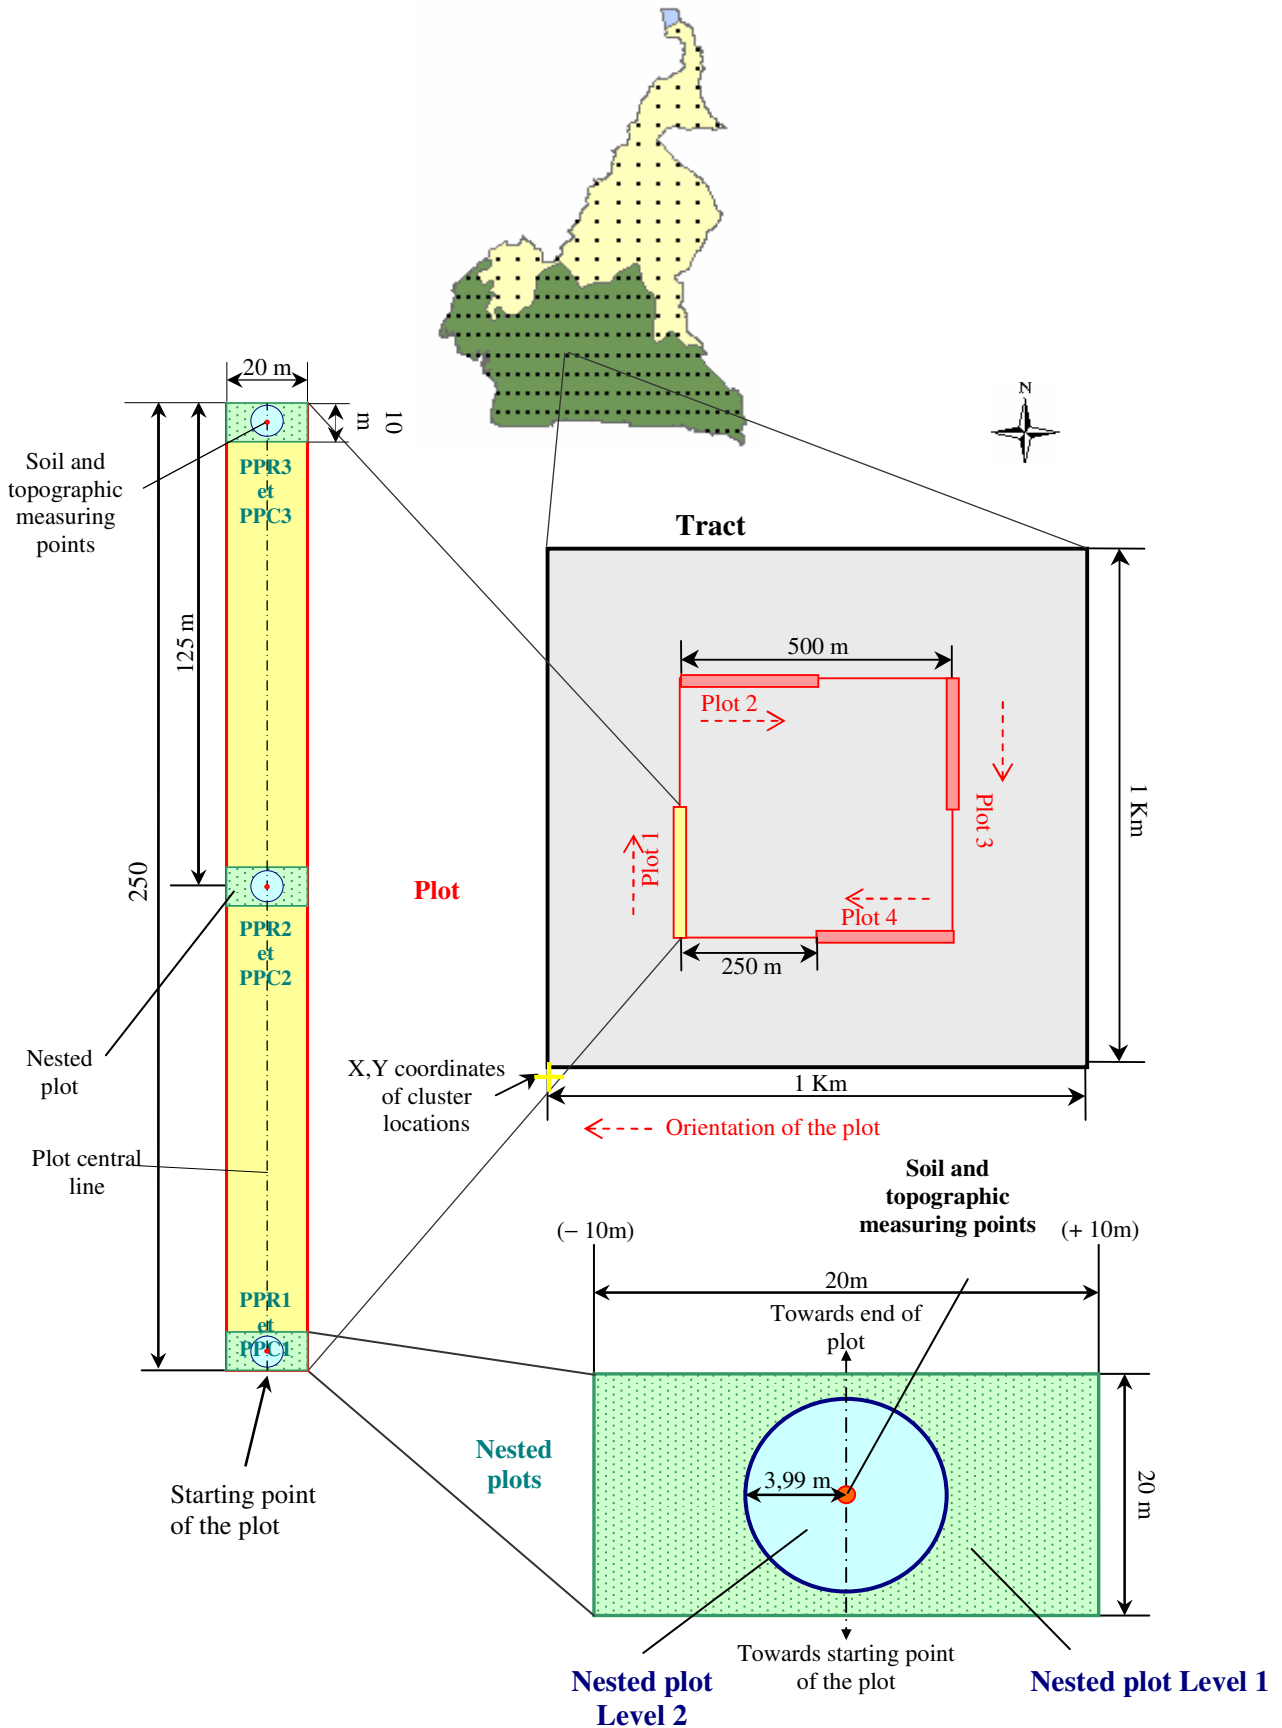 20 m
10
m
N
Soil and
topographic
measuring
points
PPR3
et
PPC3
Tract
125 m
500 m
Plot 2
Plot 3
1 Km
Plot 1
250
Plot
Plot 4
PPR2
et
PPC2
250 m
Nested
plot
X,Y coordinates
of cluster
locations
1 Km
Orientation of the plot
Plot central
line
Soil and
topographic
measuring points
(– 10m)
(+ 10m)
20m
PPR1
et
PPC1
Towards end of
plot
Nested
plots
3,99 m
20 m
Starting point
of the plot
Towards starting point
of the plot
Nested plot
Level 2
Nested plot Level 1